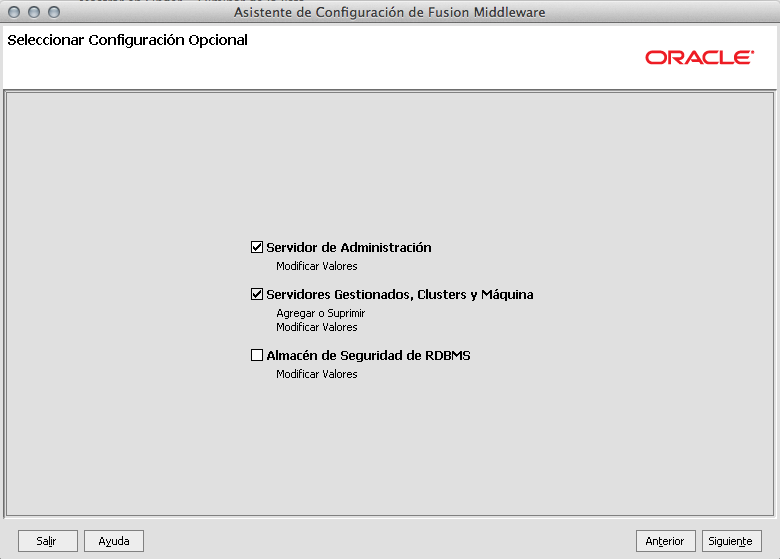 Asistente de Configuración de Fusion Middleware
Seleccionar Configuración Opcional
ORACLE
Servidor de Administración
Modificar Valores
Servidores Gestionados, Clusters y Máquina
Agregar o Suprimir
Modificar Valores
Almacén de Seguridad de RDBMS
Modificar Valores
Salir
Ayuda
Anterior
Siguiente